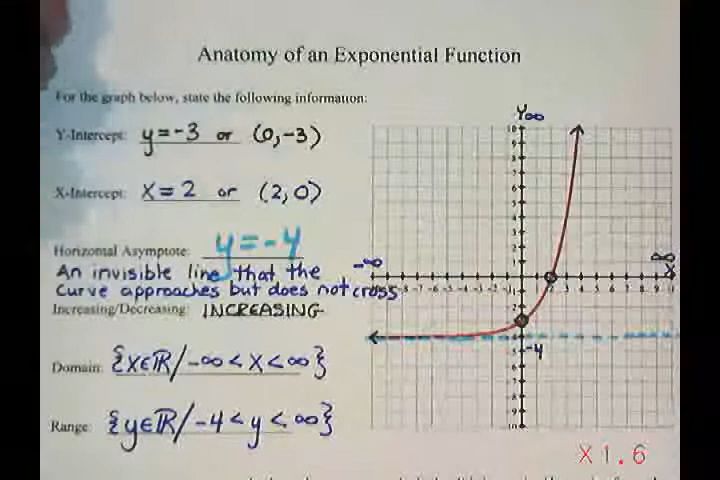 Anatomy of an Exponential Function
For the graph below, state the following information:
Y-Intercept: y = -3 or (0, -3)
X-Intercept: X = 2 or (2, 0)
Horizontal Asymptote: y = -4
An invisible line that the
curve approaches but does not cross
Increasing/Decreasing: INCREASING
Domain: {X∈ℝ/-∞ < X < ∞}
Range: {y∈ℝ/-4 < y < ∞}
Y∞
-∞
∞
X
-4
X1.6